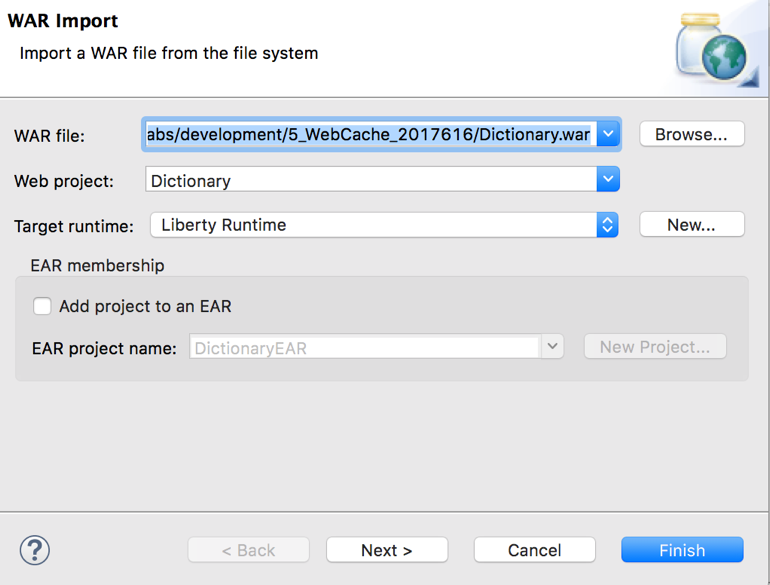 WAR Import
Import a WAR file from the file system
WAR file: abs/development/5_WebCache_2017616/Dictionary.war Browse...
Web project: Dictionary
Target runtime: Liberty Runtime New...
EAR membership
Add project to an EAR
EAR project name: DictionaryEAR New Project...
? < Back Next > Cancel Finish